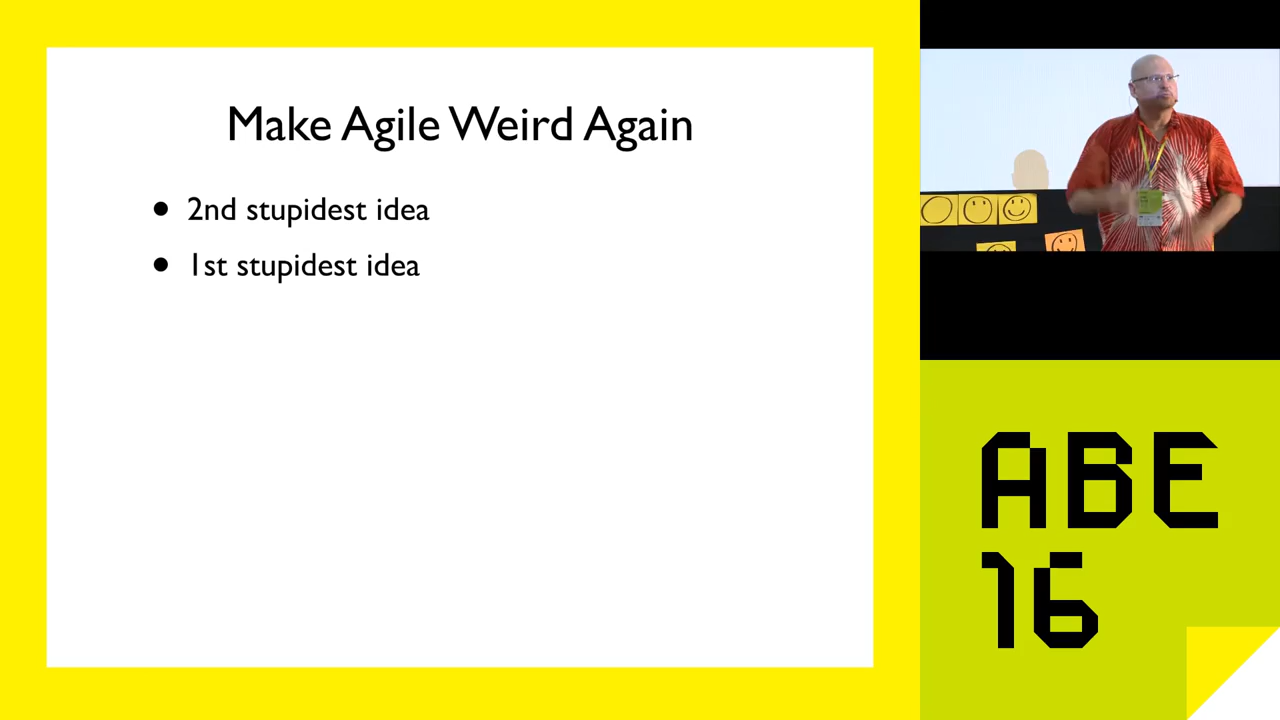 Make Agile Weird Again
• 2nd stupidest idea
• 1st stupidest idea
ABE
16